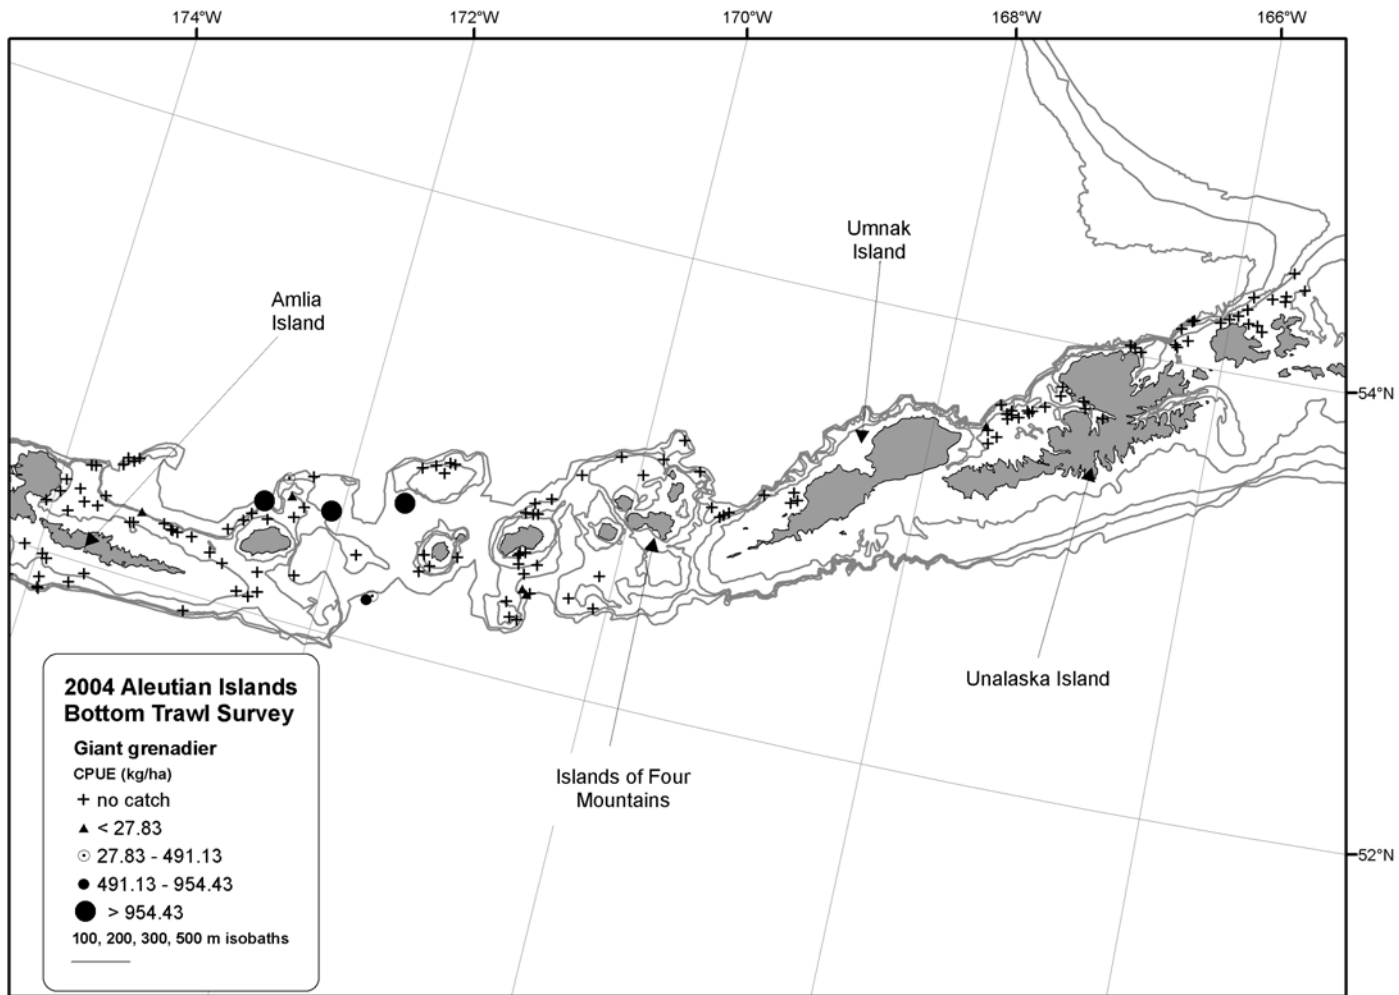 174°W
172°W
170°W
168°W
166°W
Umnak
Island
Amlia
Island
54°N
Unalaska Island
Islands of Four
Mountains
52°N
2004 Aleutian Islands
Bottom Trawl Survey
Giant grenadier
CPUE (kg/ha)
no catch
< 27.83
27.83 - 491.13
491.13 - 954.43
> 954.43
100, 200, 300, 500 m isobaths